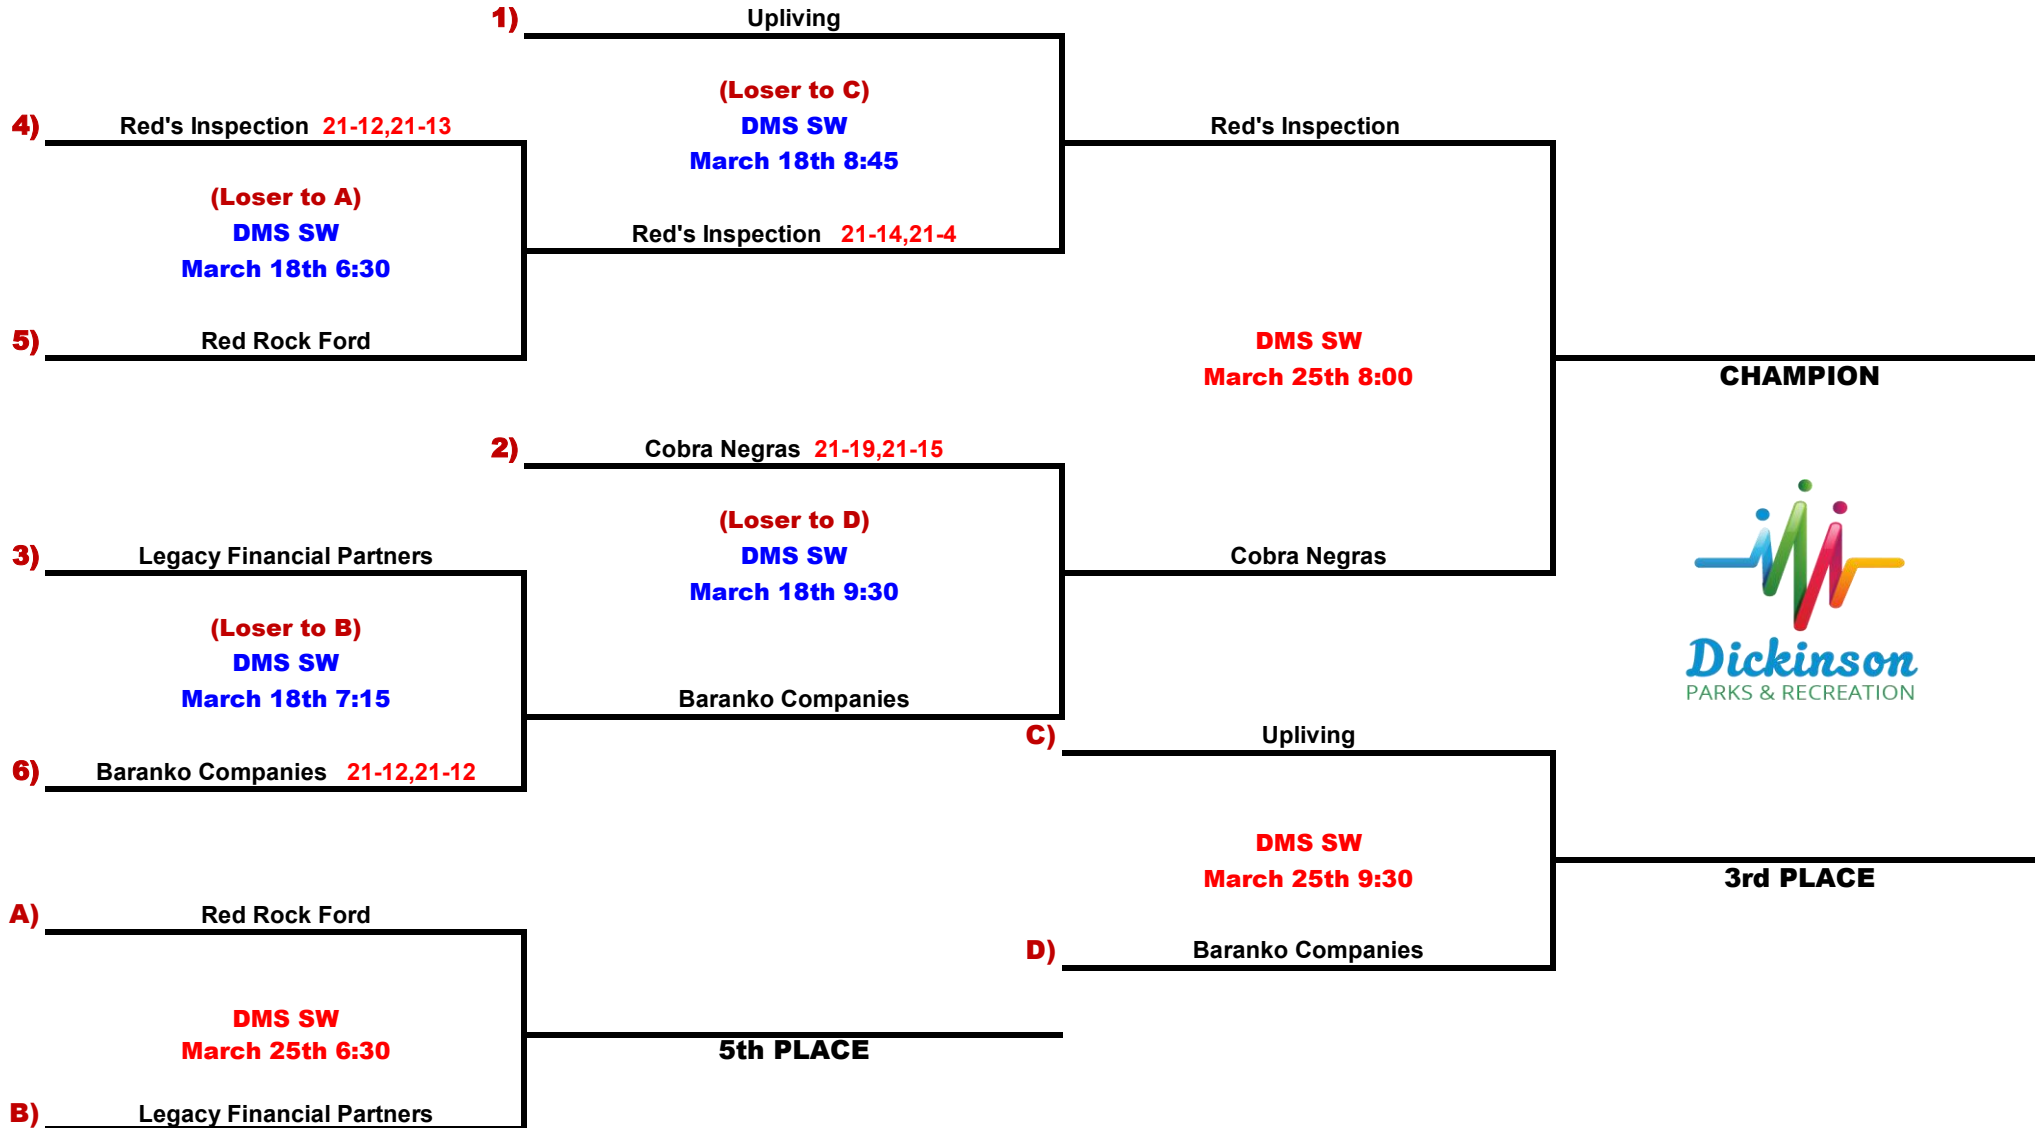 1) Upliving
(Loser to C)
DMS SW
March 18th 8:45
4) Red's Inspection 21-12,21-13
Red's Inspection
(Loser to A)
DMS SW
March 18th 6:30
Red's Inspection 21-14,21-4
5) Red Rock Ford
DMS SW
March 25th 8:00
CHAMPION
2) Cobra Negras 21-19,21-15
(Loser to D)
DMS SW
March 18th 9:30
3) Legacy Financial Partners
Cobra Negras
(Loser to B)
DMS SW
March 18th 7:15
Baranko Companies
Dickinson
PARKS & RECREATION
C) Upliving
6) Baranko Companies 21-12,21-12
DMS SW
March 25th 9:30
3rd PLACE
A) Red Rock Ford
D) Baranko Companies
DMS SW
March 25th 6:30
5th PLACE
B) Legacy Financial Partners